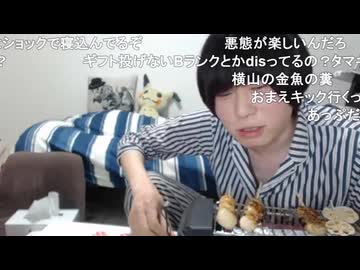 ショックで寝込んでるぞ
悪態が楽しいんだろ
?
ギフト投げないBランクとかdisってるの？タマ
横山の金魚の糞
おまえキック行くっ
あっぷだ